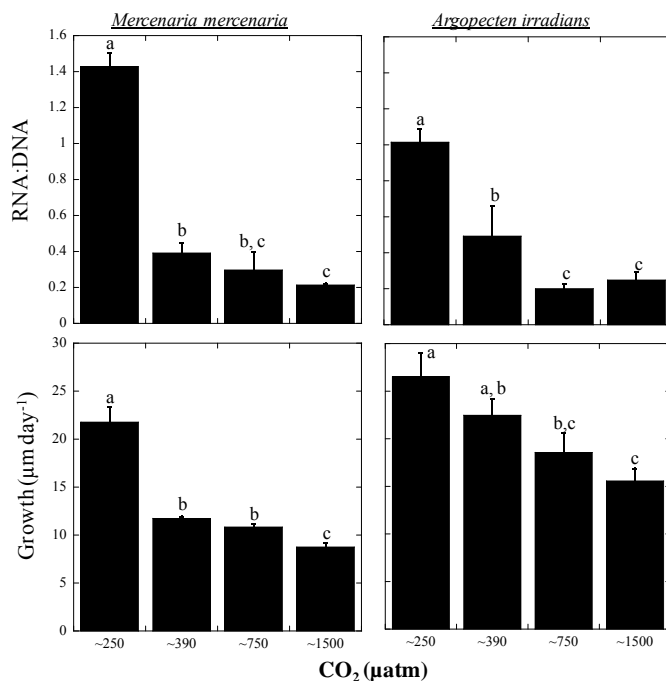 Mercenaria mercenaria
Argopecten irradians
RNA:DNA
1.6
1.4
1.2
1
0.8
0.6
0.4
0.2
0
a
b
b, c
c
a
b
c
c
Growth (µm day-1)
30
25
20
15
10
5
0
a
b
b
c
a
a, b
b,c
c
~250
~390
~750
~1500
~250
~390
~750
~1500
CO2 (µatm)